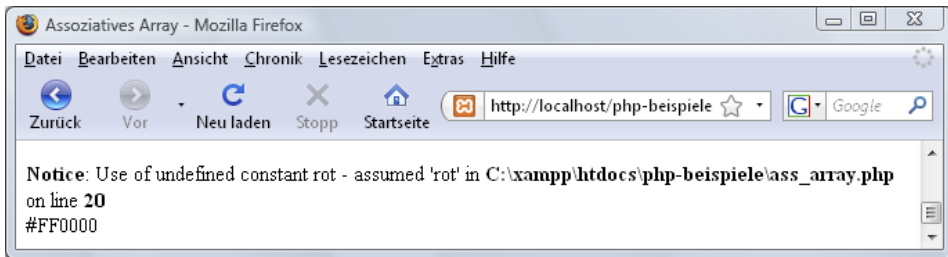 Assoziatives Array - Mozilla Firefox
Datei Bearbeiten Ansicht Chronik Lesezeichen Extras Hilfe
Zurück Vor Neu laden Stopp Startseite http://localhost/php-beispiele G Google
Notice: Use of undefined constant rot - assumed 'rot' in C:\xampp\htdocs\php-beispiele\ass_array.php
on line 20
#FF0000